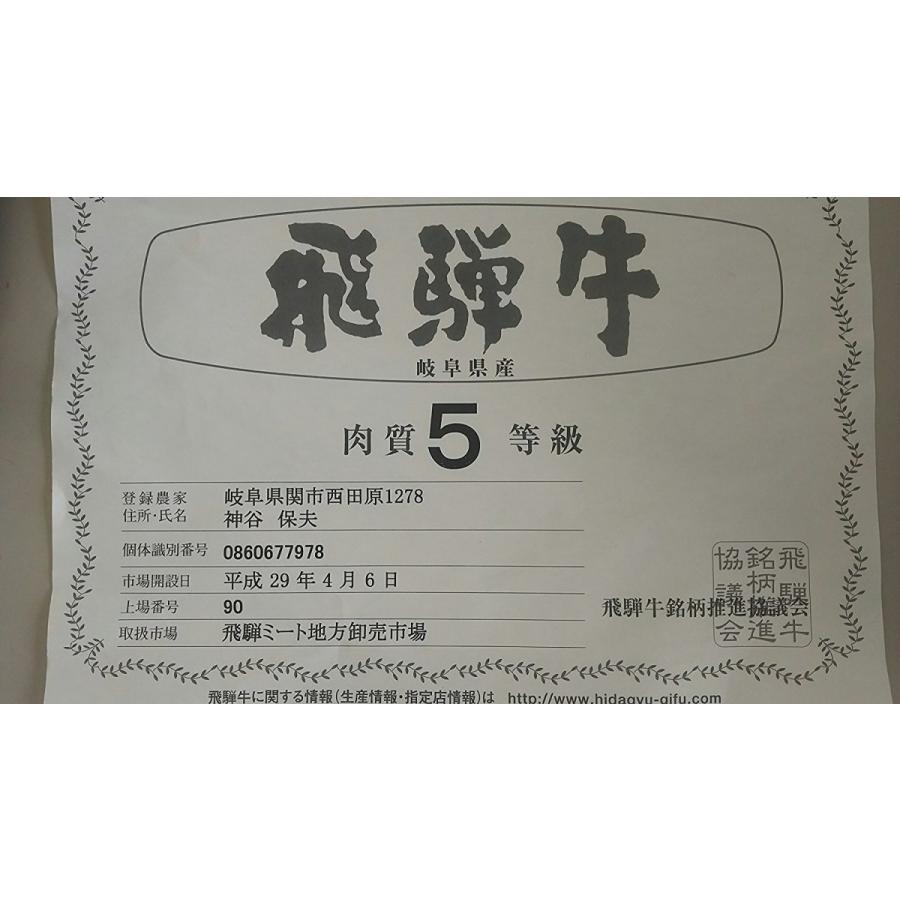 飛騨牛
岐阜県産
肉質5等級
登録農家 岐阜県関市西田原1278
住所・氏名 神谷 保夫
個体識別番号 0860677978
市場開設日 平成29年4月6日
上場番号 90
取扱市場 飛騨ミート地方卸売市場
飛騨牛銘柄推進協議会
飛騨牛
銘柄推進
協議会
飛騨牛に関する情報(生産情報・指定店情報)は http://www.hidagyu-gifu.com